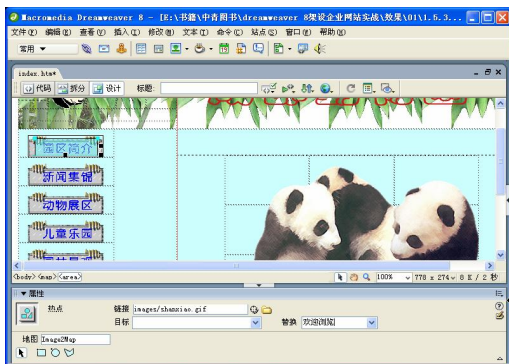 Macromedia Dreamweaver 8 - [E:\书籍\中青图书\dreamweaver 8架设企业网站实战\效果\01\1.5.3...
文件(F) 编辑(E) 查看(V) 插入(I) 修改(M) 文本(T) 命令(C) 站点(S) 窗口(W) 帮助(H)
常用
index.htm*
代码 拆分 设计 标题:
园区简介
新闻集锦
动物展区
儿童乐园
<body> <map> <area> 100% 778 x 274 8 K / 2 秒
属性
热点 链接 images/shanxiao.gif
目标 替换 欢迎浏览
地图 Image2Map